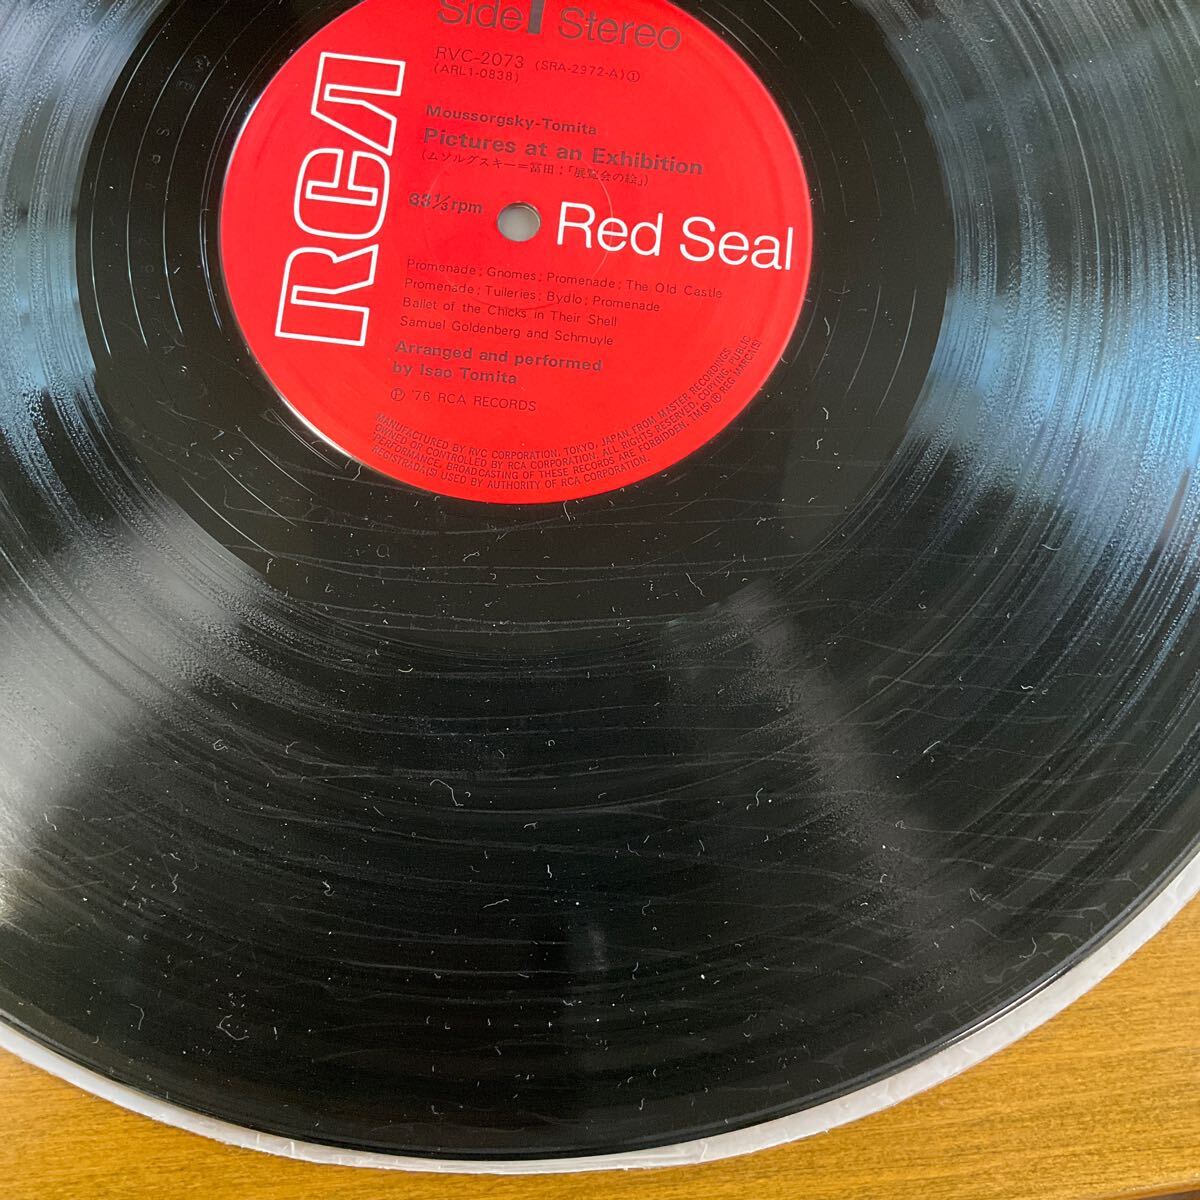 Side 1 Stereo
RVC-2073 (SRA-2972-A)①
(ARL1-0838)
Moussorgsky-Tomita
Pictures at an Exhibition
(ムソルグスキー=冨田:「展覧会の絵」)
33 1/3 rpm
RCA
Red Seal
Promenade; Gnomes; Promenade; The Old Castle
Promenade; Tuileries; Bydlo; Promenade
Ballet of the Chicks in Their Shell
Samuel Goldenberg and Schmuyle
Arranged and performed
by Isao Tomita
Ⓟ '76 RCA RECORDS
MANUFACTURED BY RVC CORPORATION, TOKYO, JAPAN FROM MASTER RECORDINGS
OWNED OR CONTROLLED BY RCA CORPORATION. ALL RIGHTS RESERVED. COPYING, PUBLIC
PERFORMANCE, BROADCASTING OF THESE RECORDS ARE FORBIDDEN. TM(S) ® REG MARCA(S)
REGISTRADA(S) USED BY AUTHORITY OF RCA CORPORATION.